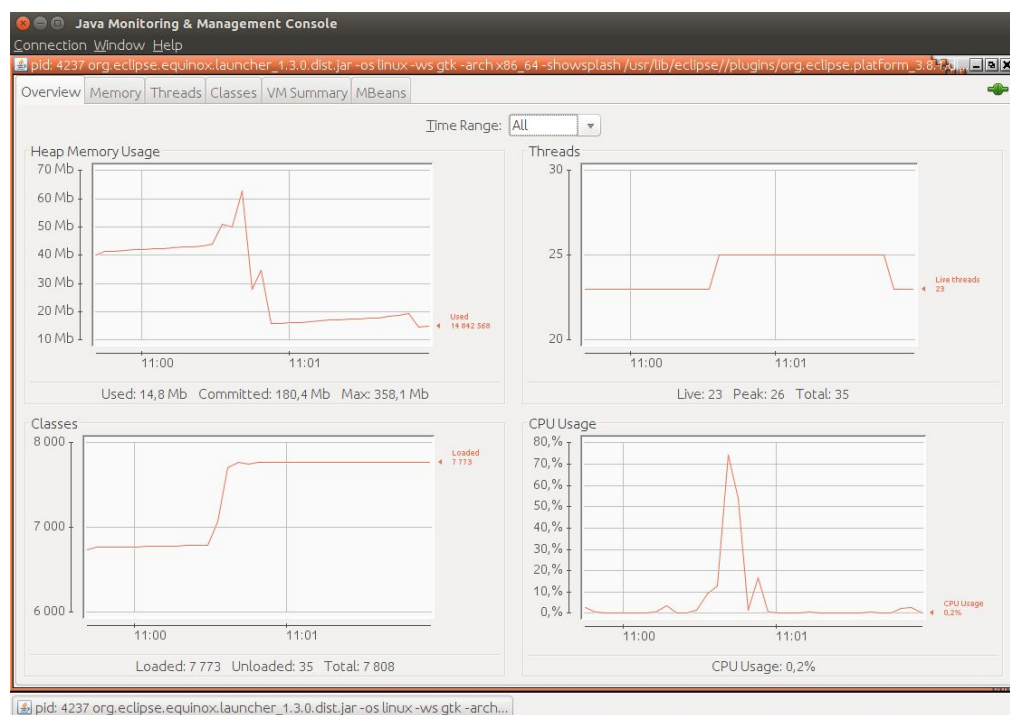 Java Monitoring & Management Console
Connection Window Help
pid: 4237 org.eclipse.equinox.launcher_1.3.0.dist.jar -os linux -ws gtk -arch x86_64 -showsplash /usr/lib/eclipse//plugins/org.eclipse.platform_3.8.
Overview Memory Threads Classes VM Summary MBeans
Time Range: All
Heap Memory Usage
70 Mb
60 Mb
50 Mb
40 Mb
30 Mb
20 Mb
10 Mb
Used
14 842 568
11:00 11:01
Used: 14,8 Mb Committed: 180,4 Mb Max: 358,1 Mb
Threads
30
25
20
Live threads
23
11:00 11:01
Live: 23 Peak: 26 Total: 35
Classes
8 000
7 000
6 000
Loaded
7 773
11:00 11:01
Loaded: 7 773 Unloaded: 35 Total: 7 808
CPU Usage
80,%
70,%
60,%
50,%
40,%
30,%
20,%
10,%
0,%
CPU Usage
0,2%
11:00 11:01
CPU Usage: 0,2%
pid: 4237 org.eclipse.equinox.launcher_1.3.0.dist.jar -os linux -ws gtk -arch...